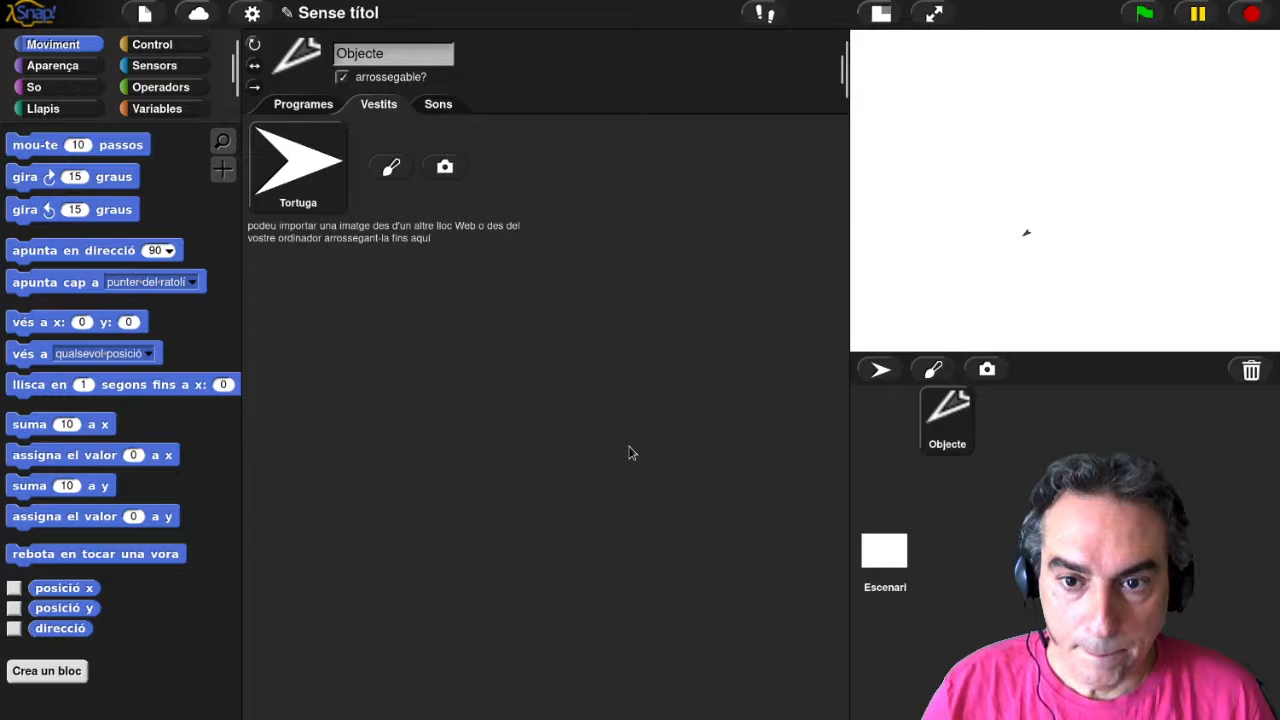 Snap!
Sense títol
Moviment
Control
Aparença
Sensors
So
Operadors
Llapis
Variables
mou-te 10 passos
gira 15 graus
gira 15 graus
apunta en direcció 90
apunta cap a punter·del·ratolí
vés a x: 0 y: 0
vés a qualsevol·posició
llisca en 1 segons fins a x: 0
suma 10 a x
assigna el valor 0 a x
suma 10 a y
assigna el valor 0 a y
rebota en tocar una vora
posició x
posició y
direcció
Crea un bloc
Objecte
arrossegable?
Programes
Vestits
Sons
Tortuga
podeu importar una imatge des d'un altre lloc Web o des del
vostre ordinador arrossegant-la fins aquí
Objecte
Escenari